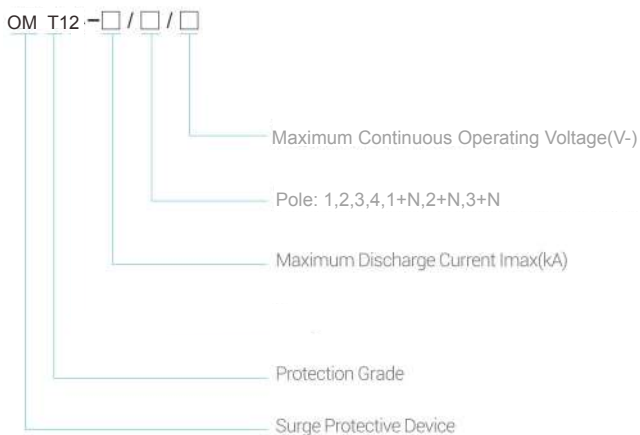 OM T12 -□ / □ / □
Maximum Continuous Operating Voltage(V-)
Pole: 1,2,3,4,1+N,2+N,3+N
Maximum Discharge Current Imax(kA)
Protection Grade
Surge Protective Device